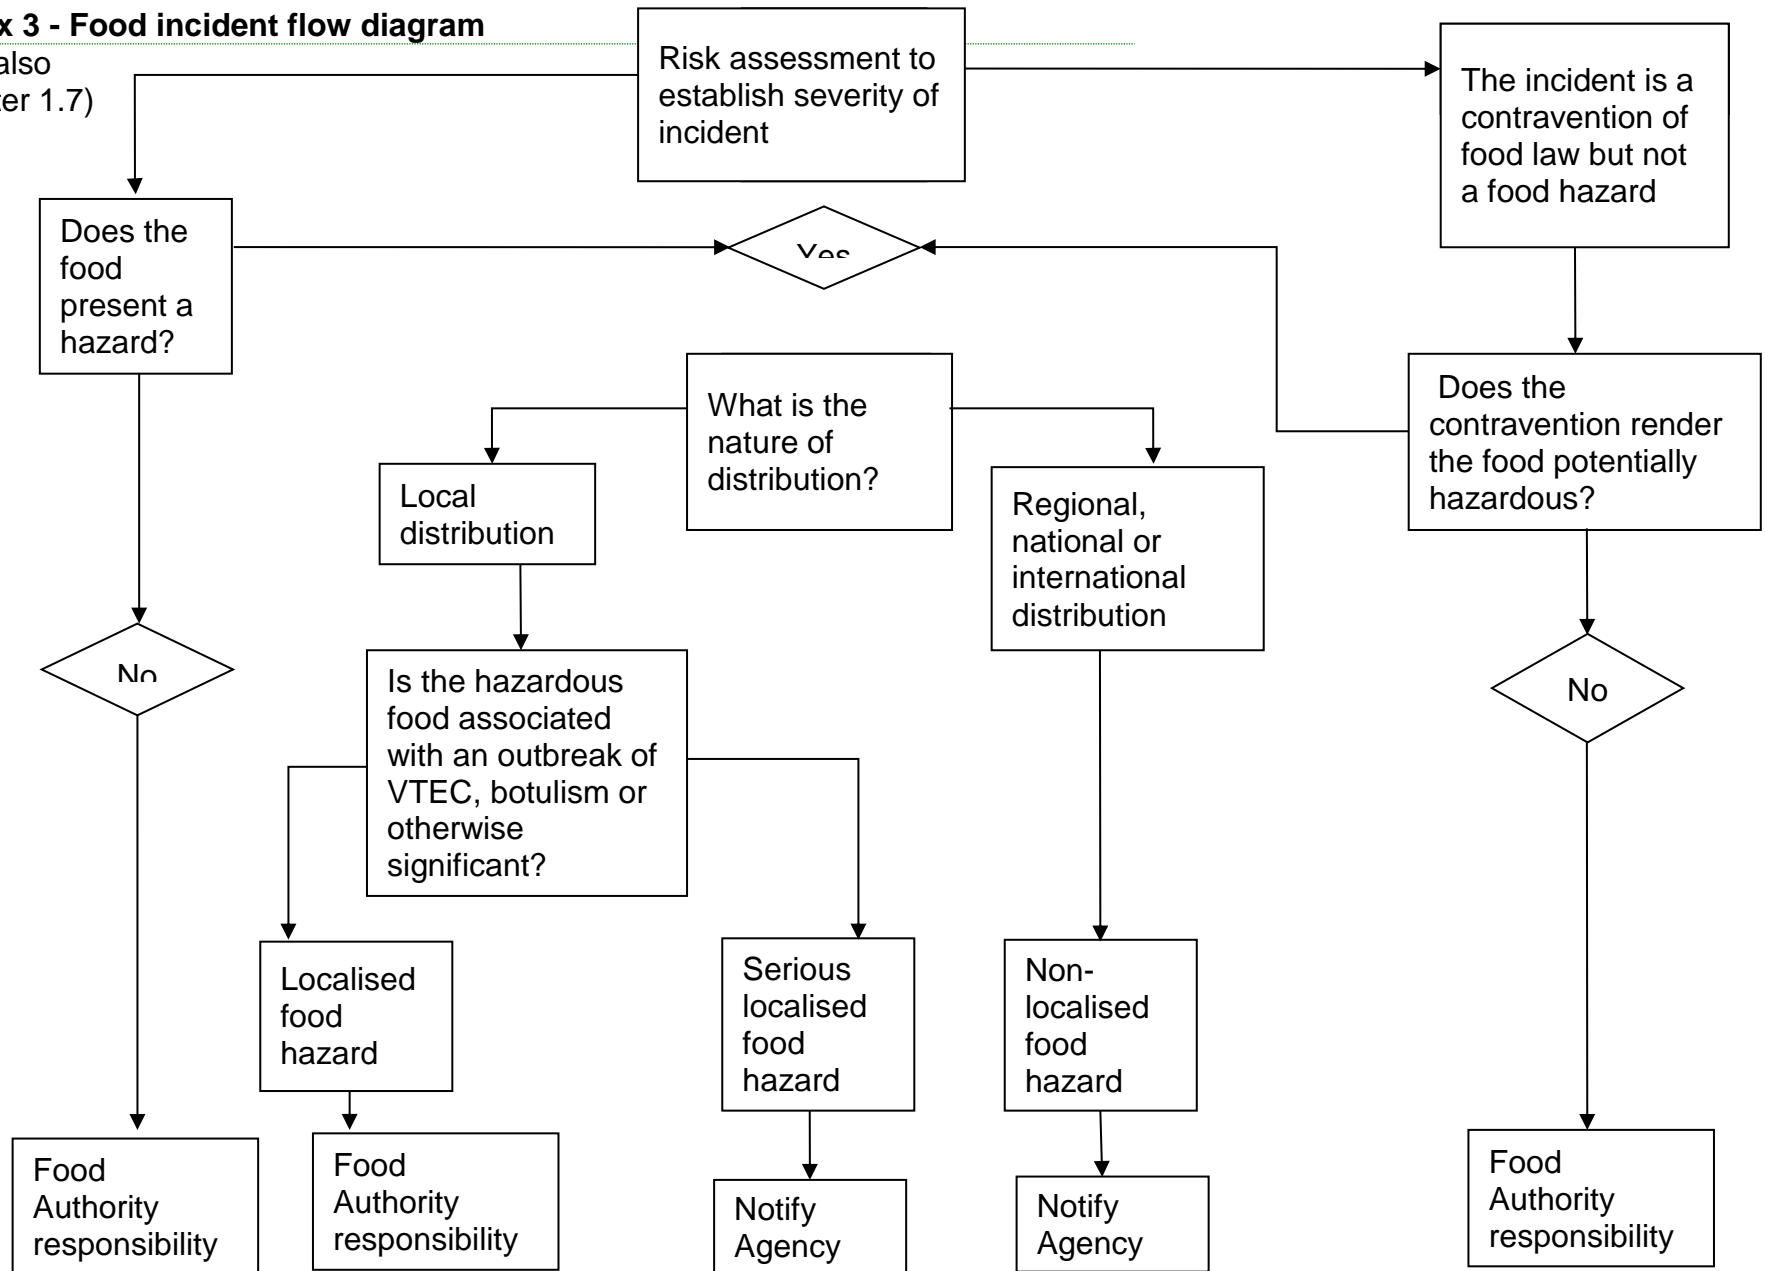 x 3 - Food incident flow diagram
also
er 1.7)
Risk assessment to
establish severity of
incident
The incident is a
contravention of
food law but not
a food hazard
Does the
food
present a
hazard?
Yes
What is the
nature of
distribution?
Does the
contravention render
the food potentially
hazardous?
Local
distribution
Regional,
national or
international
distribution
No
Is the hazardous
food associated
with an outbreak of
VTEC, botulism or
otherwise
significant?
No
Localised
food
hazard
Serious
localised
food
hazard
Non-
localised
food
hazard
Food
Authority
responsibility
Food
Authority
responsibility
Notify
Agency
Notify
Agency
Food
Authority
responsibility